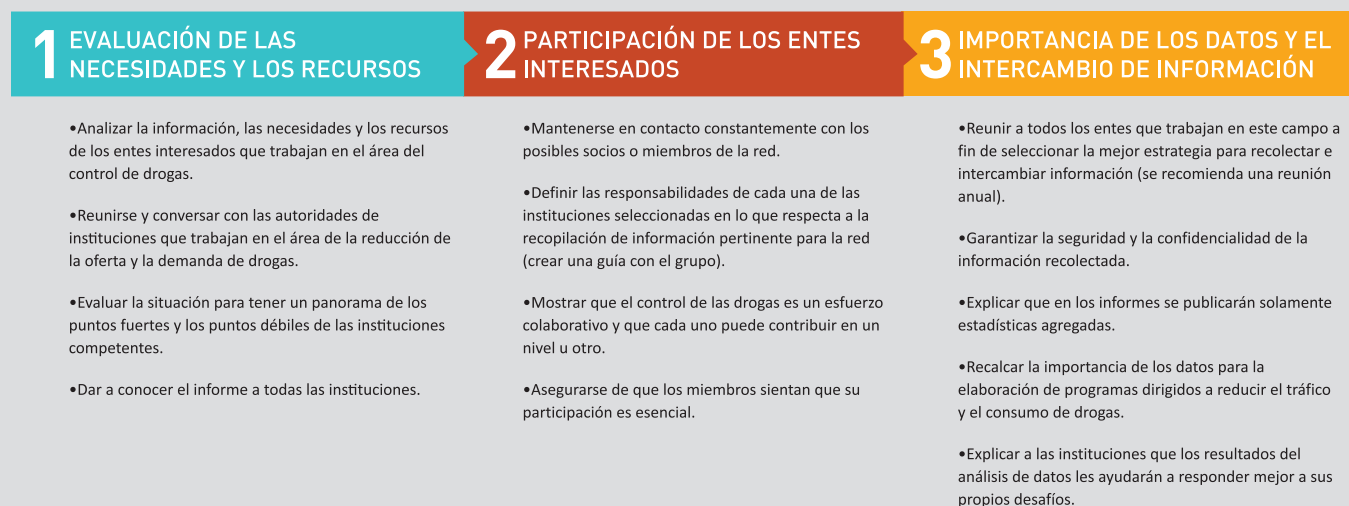 1 EVALUACIÓN DE LAS
NECESIDADES Y LOS RECURSOS
•Analizar la información, las necesidades y los recursos
de los entes interesados que trabajan en el área del
control de drogas.
•Reunirse y conversar con las autoridades de
instituciones que trabajan en el área de la reducción de
la oferta y la demanda de drogas.
•Evaluar la situación para tener un panorama de los
puntos fuertes y los puntos débiles de las instituciones
competentes.
•Dar a conocer el informe a todas las instituciones.
2 PARTICIPACIÓN DE LOS ENTES
INTERESADOS
•Mantenerse en contacto constantemente con los
posibles socios o miembros de la red.
•Definir las responsabilidades de cada una de las
instituciones seleccionadas en lo que respecta a la
recopilación de información pertinente para la red
(crear una guía con el grupo).
•Mostrar que el control de las drogas es un esfuerzo
colaborativo y que cada uno puede contribuir en un
nivel u otro.
•Asegurarse de que los miembros sientan que su
participación es esencial.
3 IMPORTANCIA DE LOS DATOS Y EL
INTERCAMBIO DE INFORMACIÓN
•Reunir a todos los entes que trabajan en este campo a
fin de seleccionar la mejor estrategia para recolectar e
intercambiar información (se recomienda una reunión
anual).
•Garantizar la seguridad y la confidencialidad de la
información recolectada.
•Explicar que en los informes se publicarán solamente
estadísticas agregadas.
•Recalcar la importancia de los datos para la
elaboración de programas dirigidos a reducir el tráfico
y el consumo de drogas.
•Explicar a las instituciones que los resultados del
análisis de datos les ayudarán a responder mejor a sus
propios desafíos.